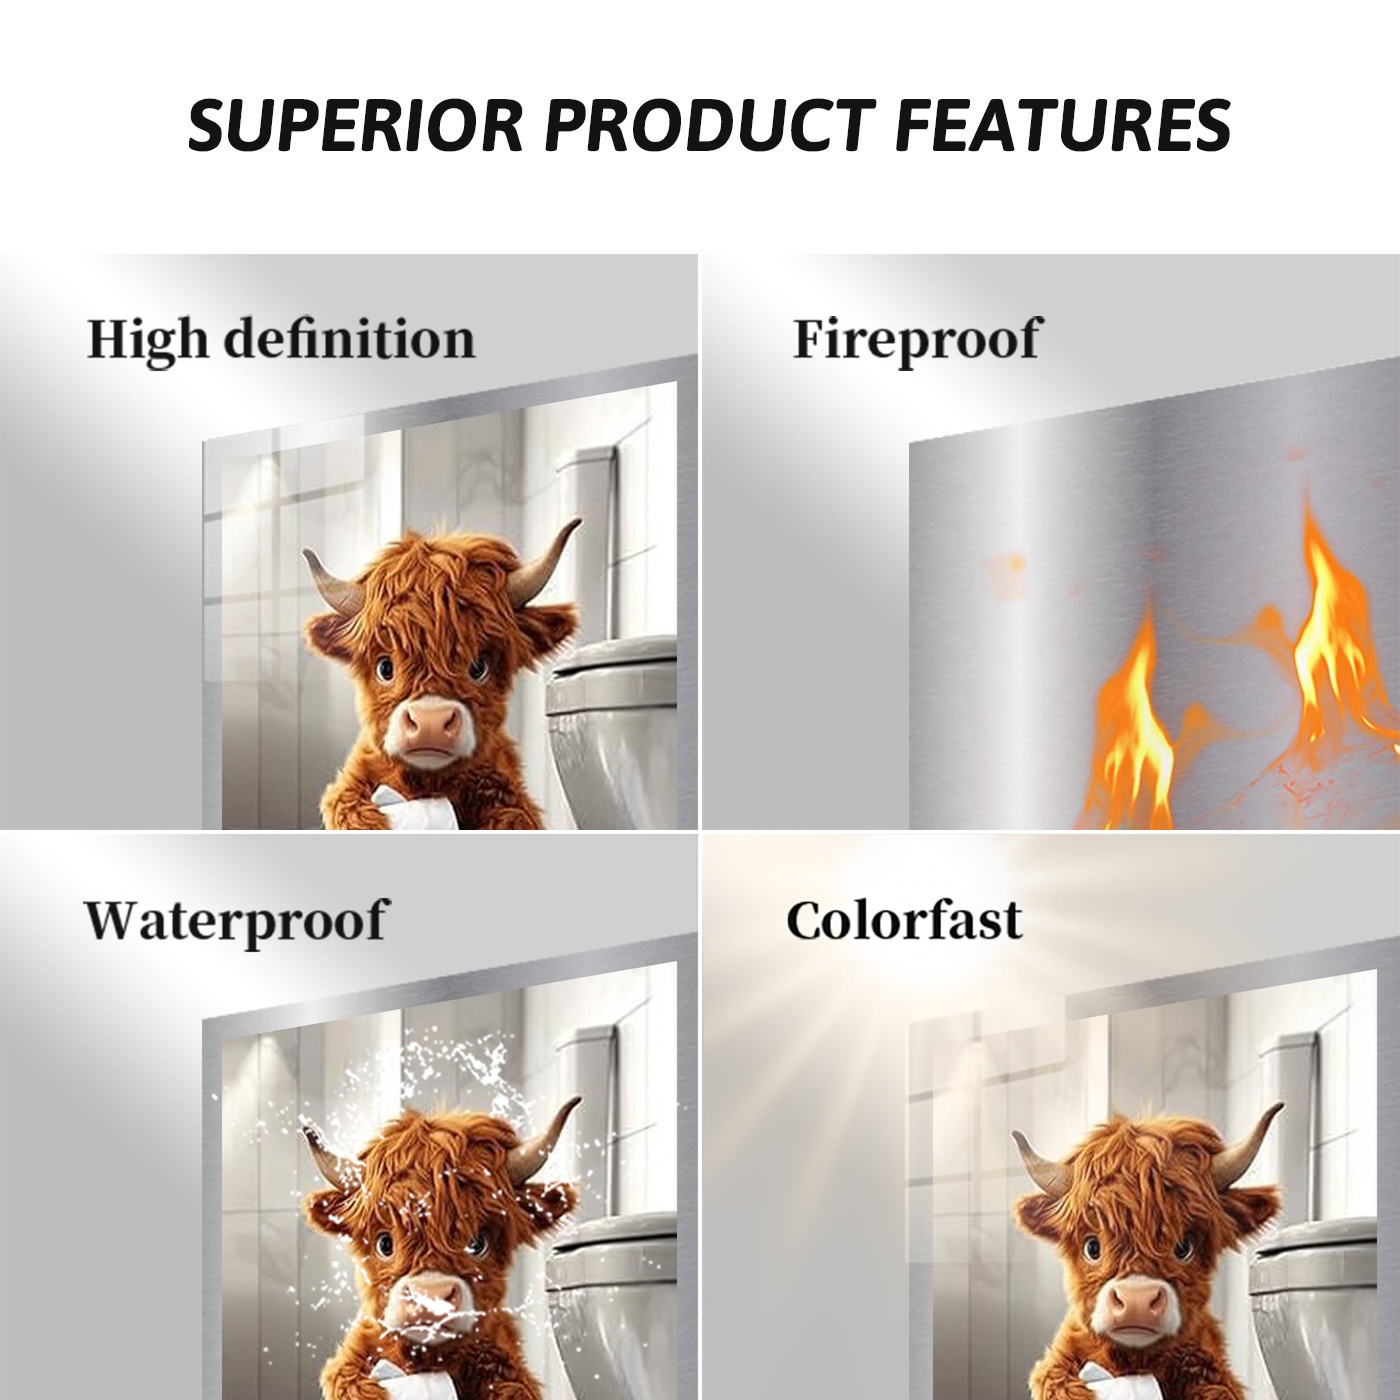 SUPERIOR PRODUCT FEATURES
High definition
Fireproof
Waterproof
Colorfast